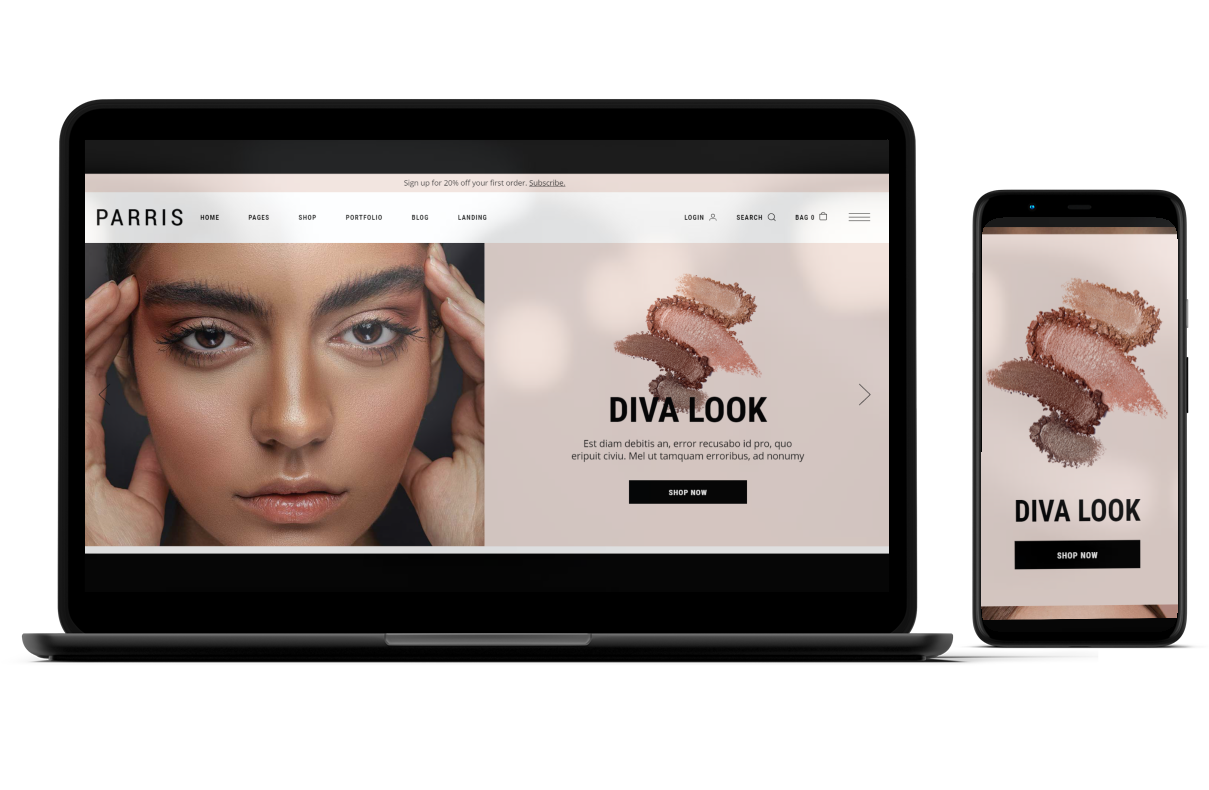 Sign up for 20% off your first order. Subscribe.
PARRIS HOME PAGES SHOP PORTFOLIO BLOG LANDING LOGIN SEARCH BAG 0
DIVA LOOK
Est diam debitis an, error recusabo id pro, quo
eripuit civiu. Mel ut tamquam erroribus, ad nonumy
SHOP NOW
DIVA LOOK
SHOP NOW